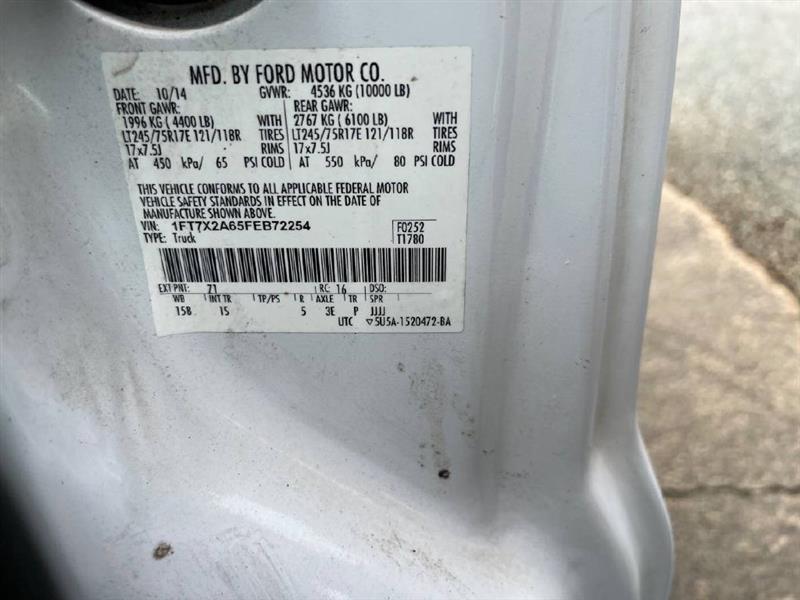 MFD. BY FORD MOTOR CO.
DATE: 10/14 GVWR: 4536 KG (10000 LB)
FRONT GAWR: REAR GAWR:
1996 KG ( 4400 LB) WITH 2767 KG ( 6100 LB) WITH
LT245/75R17E 121/118R TIRES LT245/75R17E 121/118R TIRES
17x7.5J RIMS 17x7.5J RIMS
AT 450 kPa/ 65 PSI COLD AT 550 kPa/ 80 PSI COLD
THIS VEHICLE CONFORMS TO ALL APPLICABLE FEDERAL MOTOR
VEHICLE SAFETY STANDARDS IN EFFECT ON THE DATE OF
MANUFACTURE SHOWN ABOVE.
VIN: 1FT7X2A65FEB72254 F0252
TYPE: Truck T1780
EXT PNT: Z1 RC: 16 DSO:
WB INT TR TP/PS R AXLE TR SPR
158 IS 5 3E P JJJJ
UTC ▽5U5A-1520472-BA